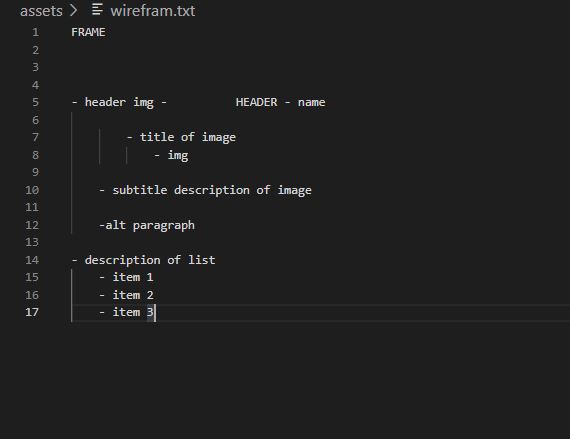 assets > wirefram.txt
1 FRAME
2
3
4
5 - header img - HEADER - name
6
7 - title of image
8 - img
9
10 - subtitle description of image
11
12 -alt paragraph
13
14 - description of list
15 - item 1
16 - item 2
17 - item 3